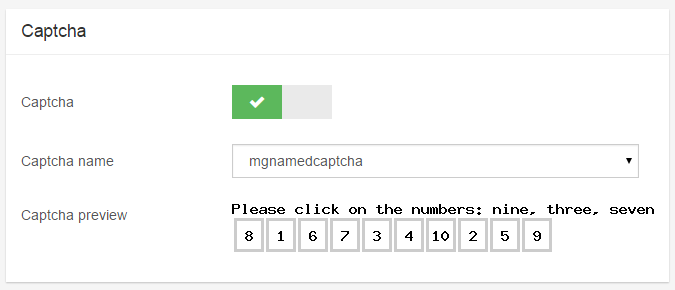 Captcha
Captcha
Captcha name mgnamedcaptcha
Captcha preview Please click on the numbers: nine, three, seven
8 1 6 7 3 4 10 2 5 9